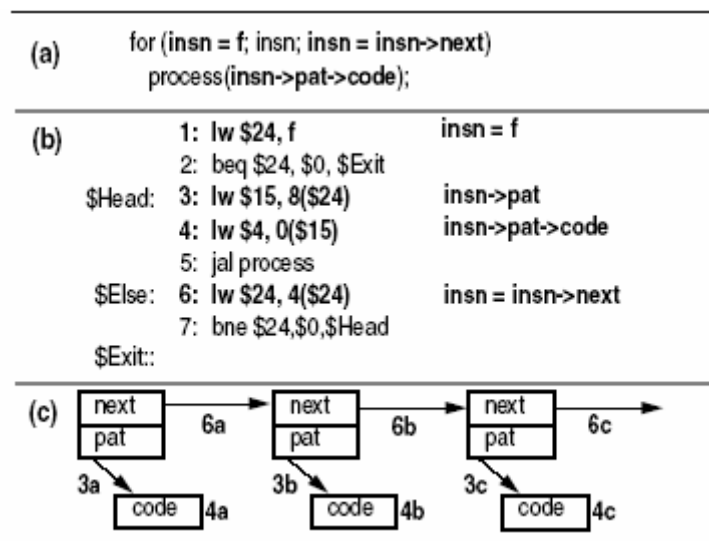 (a) for (insn = f; insn; insn = insn->next)
process(insn->pat->code);
(b) 1: lw $24, f insn = f
2: beq $24, $0, $Exit
$Head: 3: lw $15, 8($24) insn->pat
4: lw $4, 0($15) insn->pat->code
5: jal process
$Else: 6: lw $24, 4($24) insn = insn->next
7: bne $24,$0,$Head
$Exit::
(c) next 6a next 6b next 6c
pat pat pat
3a 3b 3c
code 4a code 4b code 4c